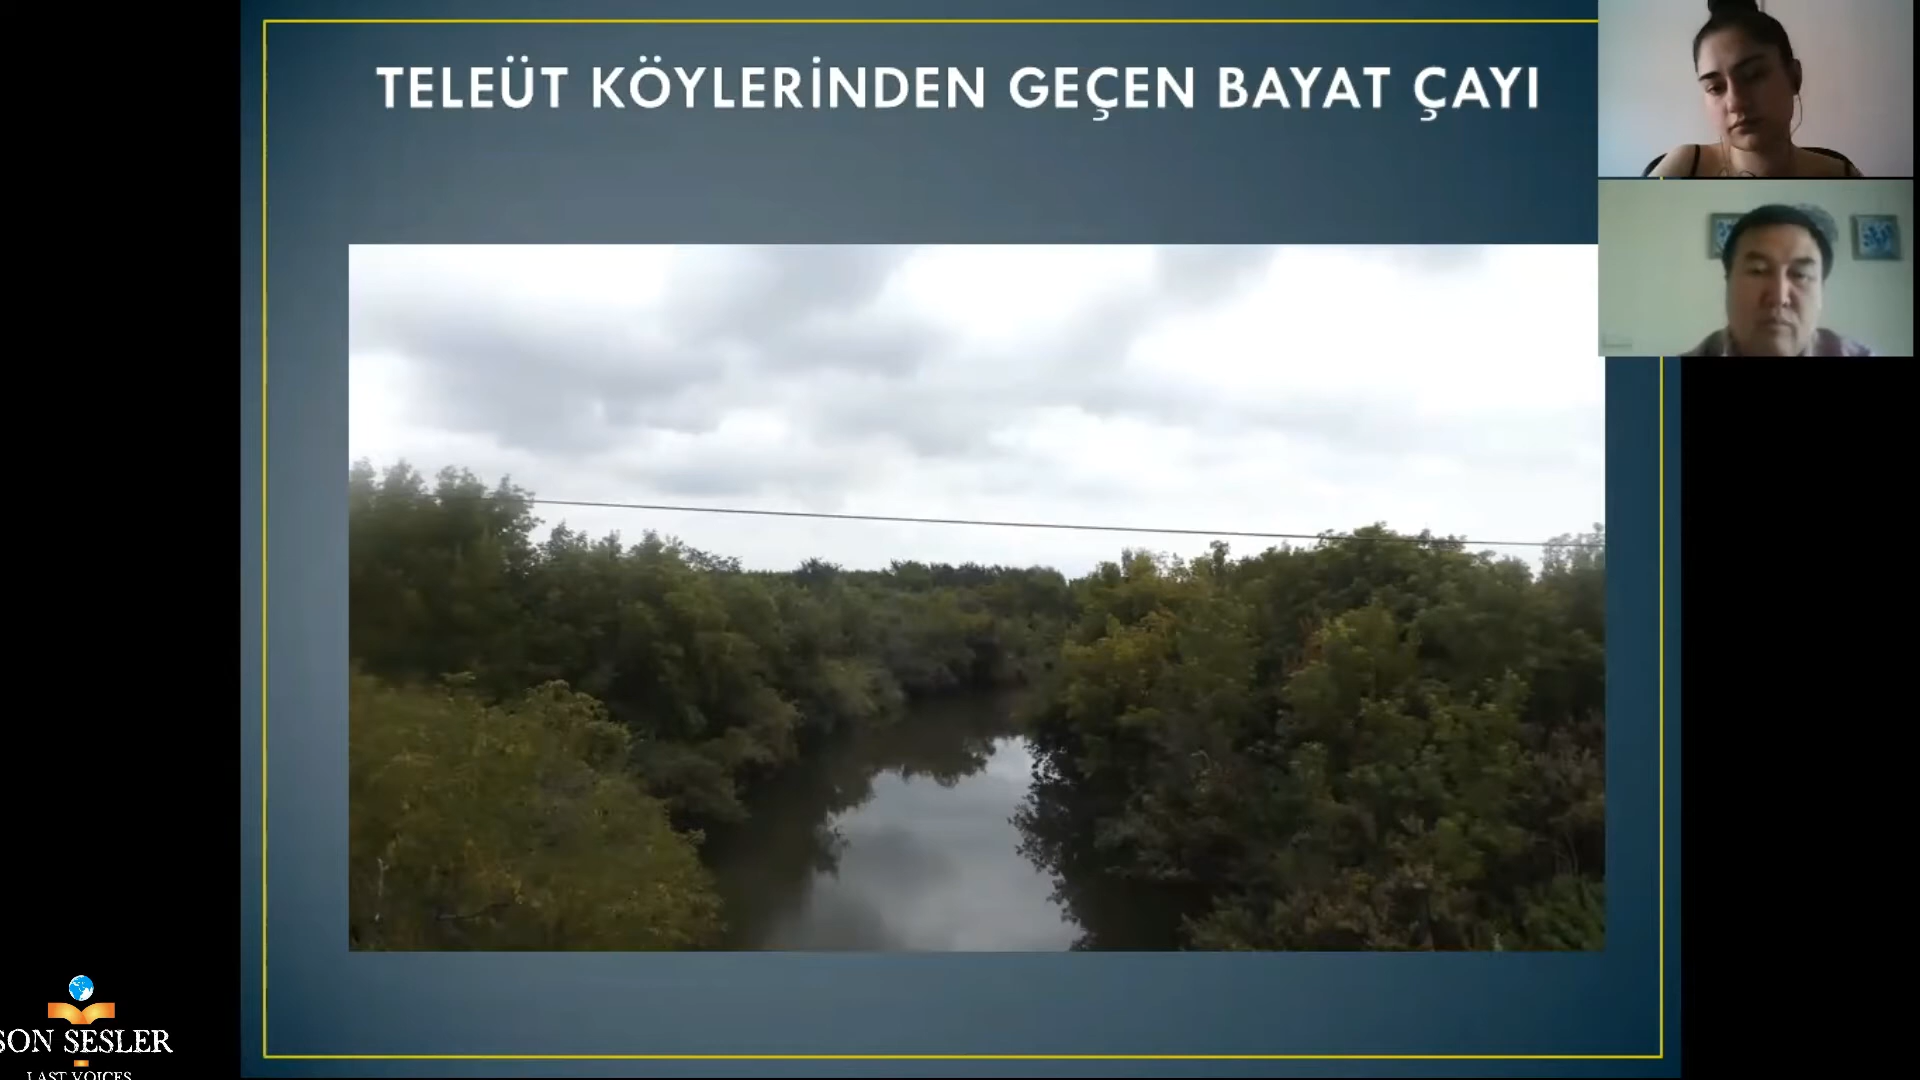 TELEÜT KÖYLERİNDEN GEÇEN BAYAT ÇAYI
SON SESLER
LAST VOICES